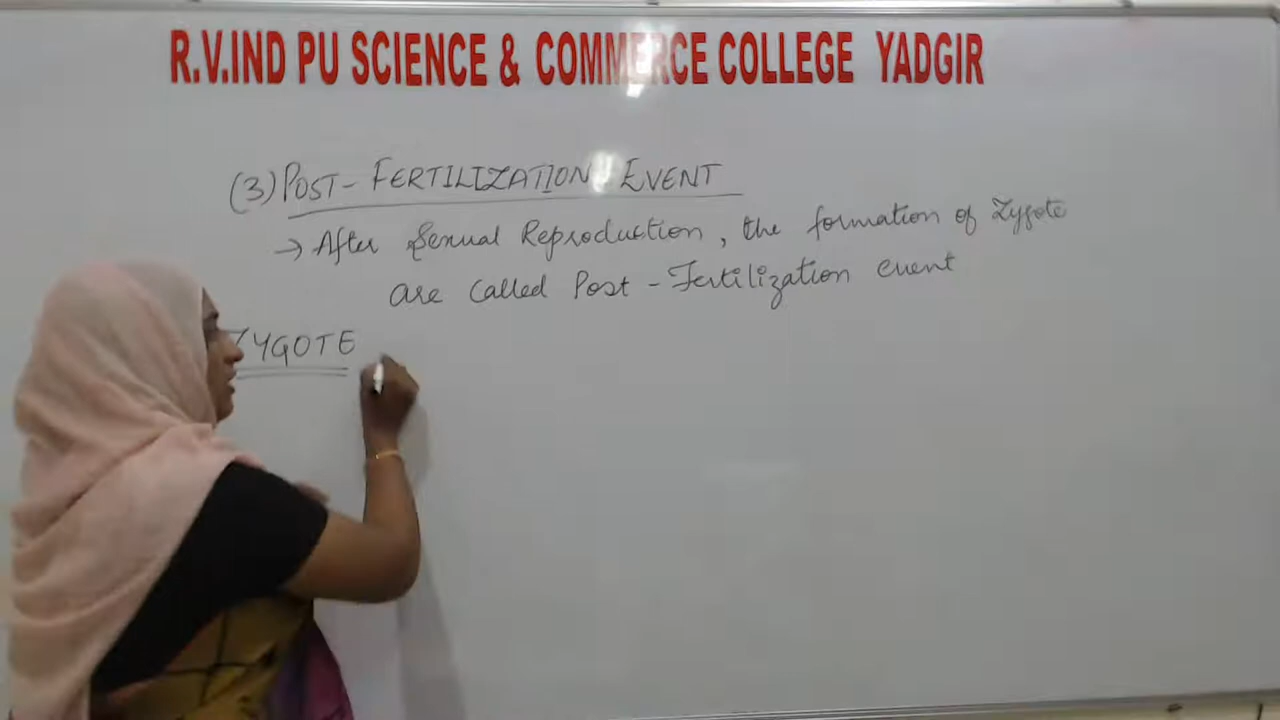 R.V.IND PU SCIENCE & COMMERCE COLLEGE YADGIR
(3) POST - FERTILIZATION EVENT
→ After Sexual Reproduction, the formation of Zygote
are called Post - Fertilization event
ZYGOTE